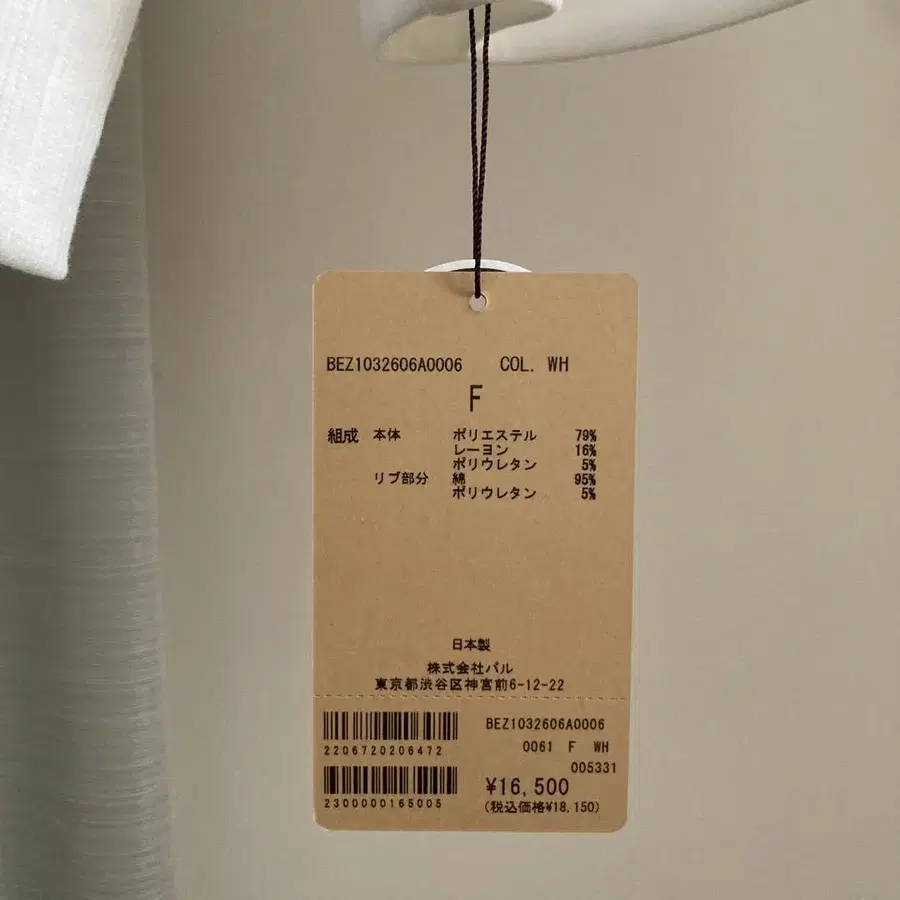 BEZ1032606A0006 COL. WH
F
組成 本体 ポリエステル 79%
レーヨン 16%
ポリウレタン 5%
リブ部分 綿 95%
ポリウレタン 5%
日本製
株式会社パル
東京都渋谷区神宮前6-12-22
BEZ1032606A0006
2206720206472
0061 F WH
005331
¥16,500
2300000165005
(税込価格¥18,150)